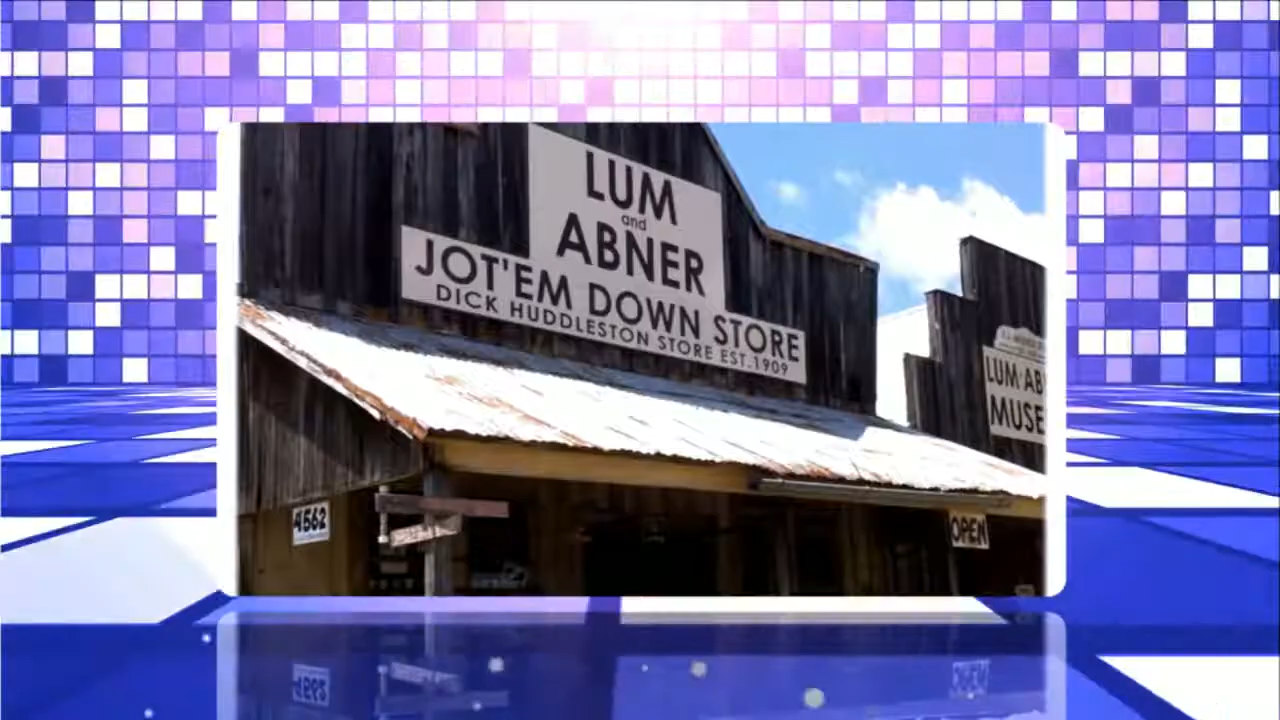 LUM
and
ABNER
JOT'EM DOWN STORE
DICK HUDDLESTON STORE EST.1909
LUM AB
MUSE
4562
OPEN